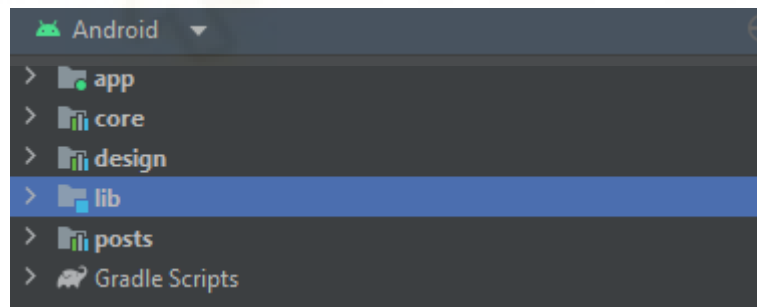 Android
app
core
design
lib
posts
Gradle Scripts